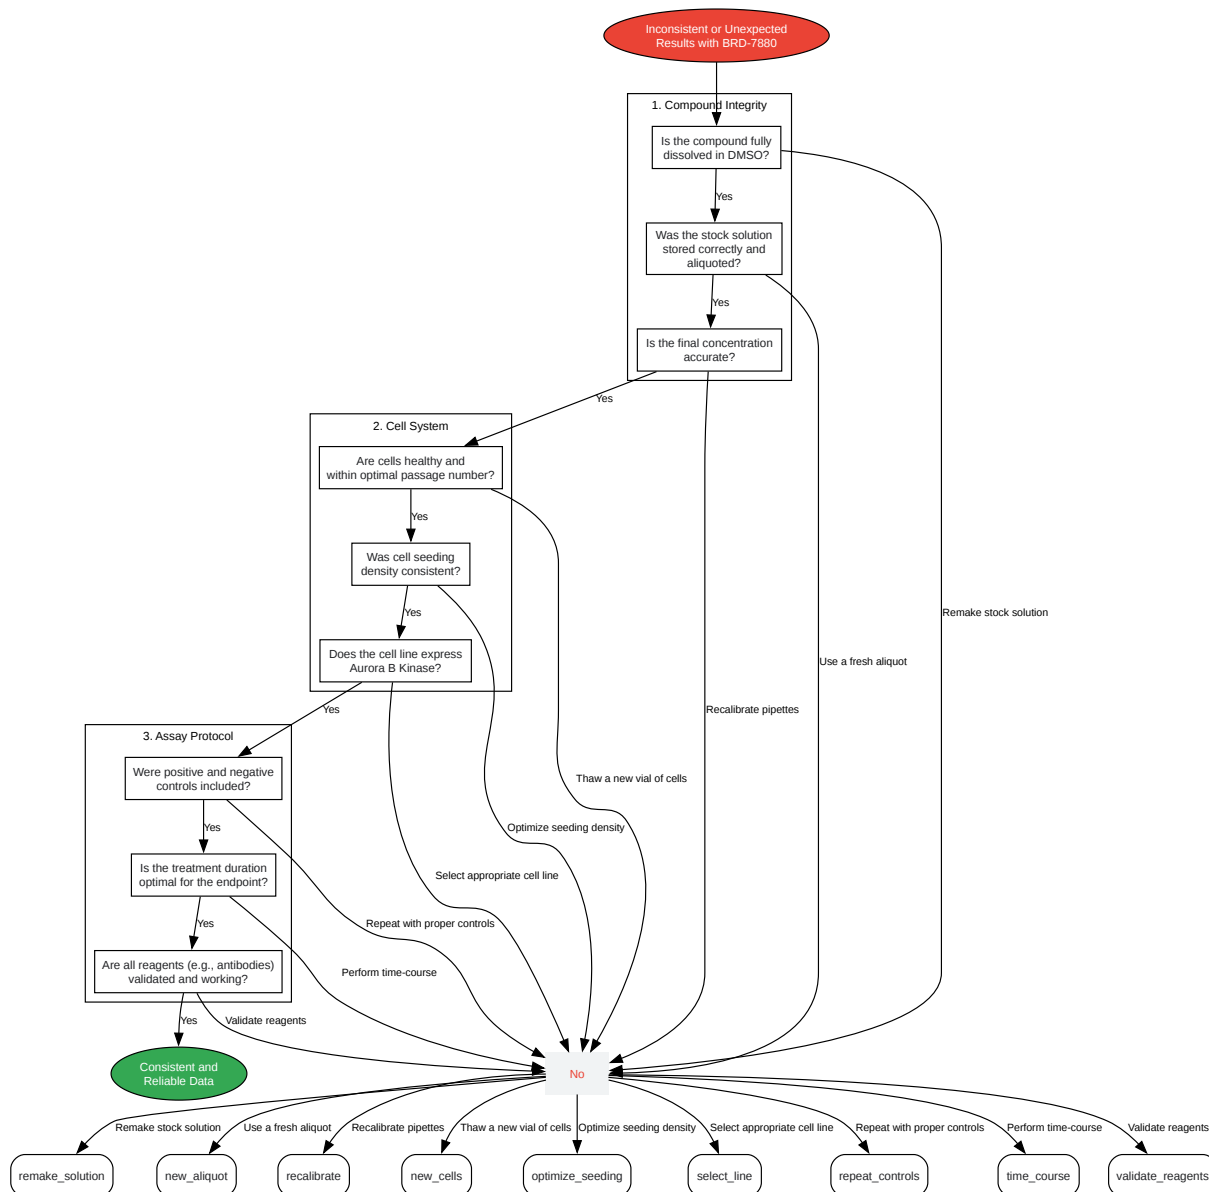 Inconsistent or Unexpected
Results with BRD-7880
1. Compound Integrity
Is the compound fully
dissolved in DMSO?
Yes
Was the stock solution
stored correctly and
aliquoted?
Yes
Is the final concentration
accurate?
Yes
2. Cell System
Are cells healthy and
within optimal passage number?
Yes
Was cell seeding
density consistent?
Yes
Does the cell line express
Aurora B Kinase?
Yes
3. Assay Protocol
Were positive and negative
controls included?
Yes
Is the treatment duration
optimal for the endpoint?
Yes
Are all reagents (e.g., antibodies)
validated and working?
Yes
Consistent and
Reliable Data
Remake stock solution
Use a fresh aliquot
Recalibrate pipettes
Thaw a new vial of cells
Optimize seeding density
Select appropriate cell line
Repeat with proper controls
Perform time-course
Validate reagents
No
Remake stock solution
Use a fresh aliquot
Recalibrate pipettes
Thaw a new vial of cells
Optimize seeding density
Select appropriate cell line
Repeat with proper controls
Perform time-course
Validate reagents
remake_solution
new_aliquot
recalibrate
new_cells
optimize_seeding
select_line
repeat_controls
time_course
validate_reagents